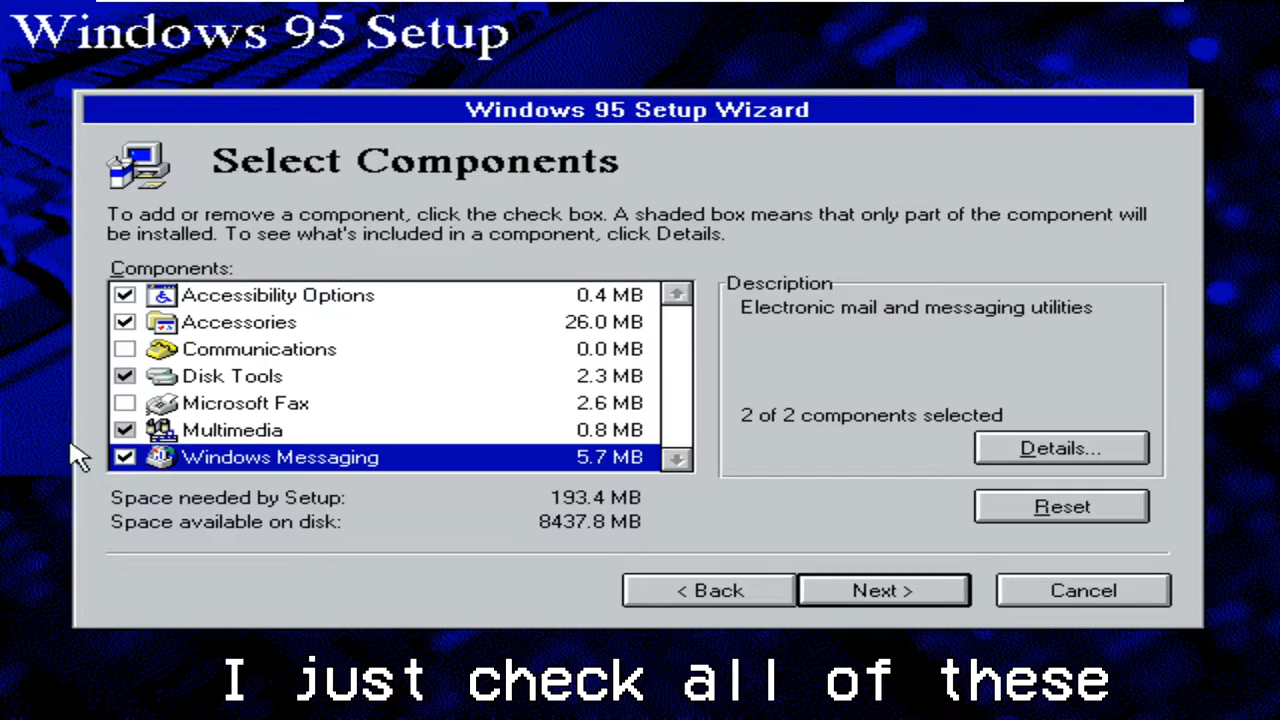 Windows 95 Setup
Windows 95 Setup Wizard
Select Components
To add or remove a component, click the check box. A shaded box means that only part of the component will
be installed. To see what's included in a component, click Details.
Components:
Accessibility Options 0.4 MB
Accessories 26.0 MB
Communications 0.0 MB
Disk Tools 2.3 MB
Microsoft Fax 2.6 MB
Multimedia 0.8 MB
Windows Messaging 5.7 MB
Space needed by Setup: 193.4 MB
Space available on disk: 8437.8 MB
Description
Electronic mail and messaging utilities
2 of 2 components selected
Details...
Reset
< Back
Next >
Cancel
I just check all of these